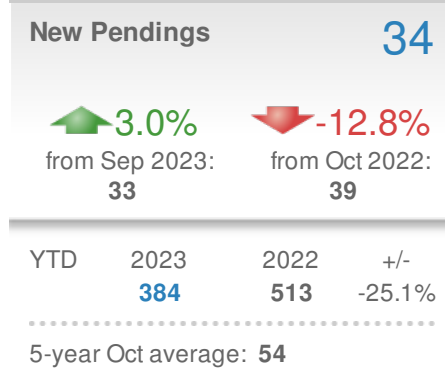 New Pendings 34
3.0% -12.8%
from Sep 2023: from Oct 2022:
33 39
YTD 2023 2022 +/-
384 513 -25.1%
5-year Oct average: 54